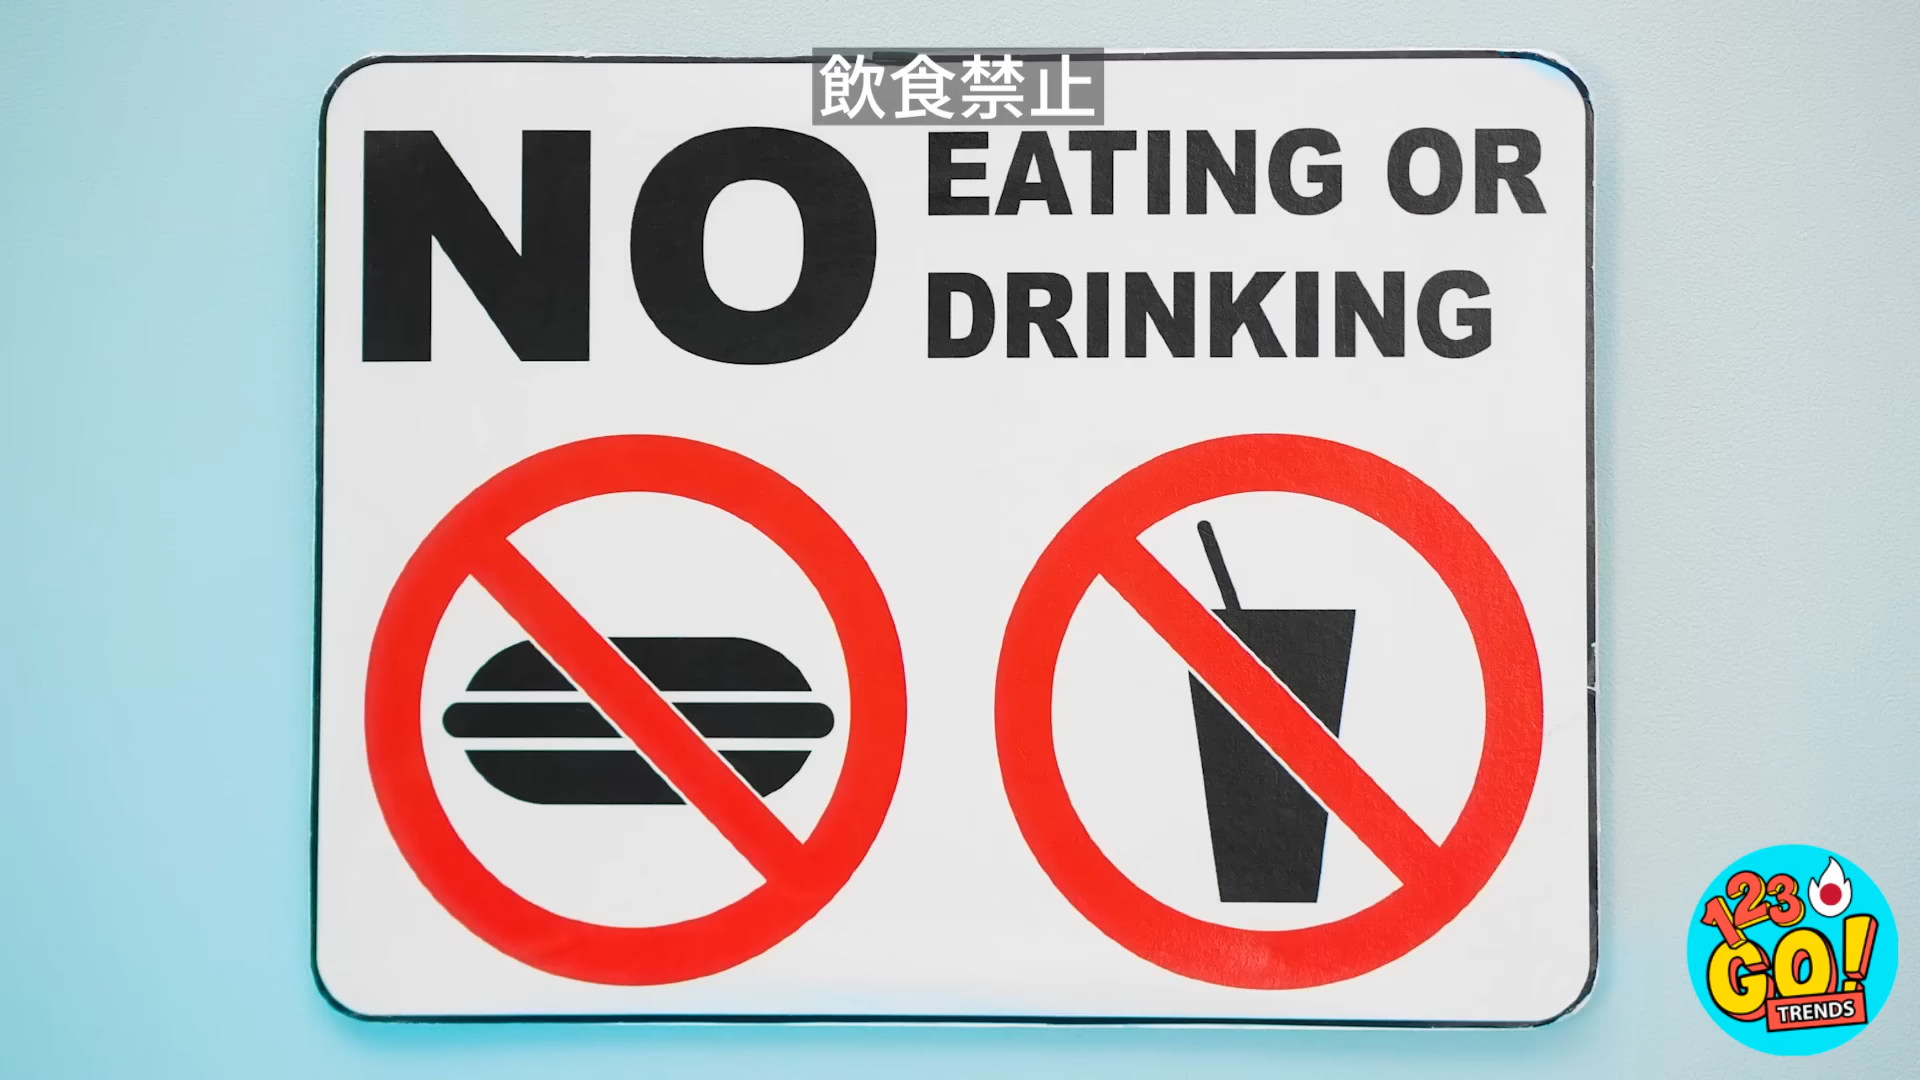 飲食禁止
NO EATING OR
DRINKING
123
GO!
TRENDS